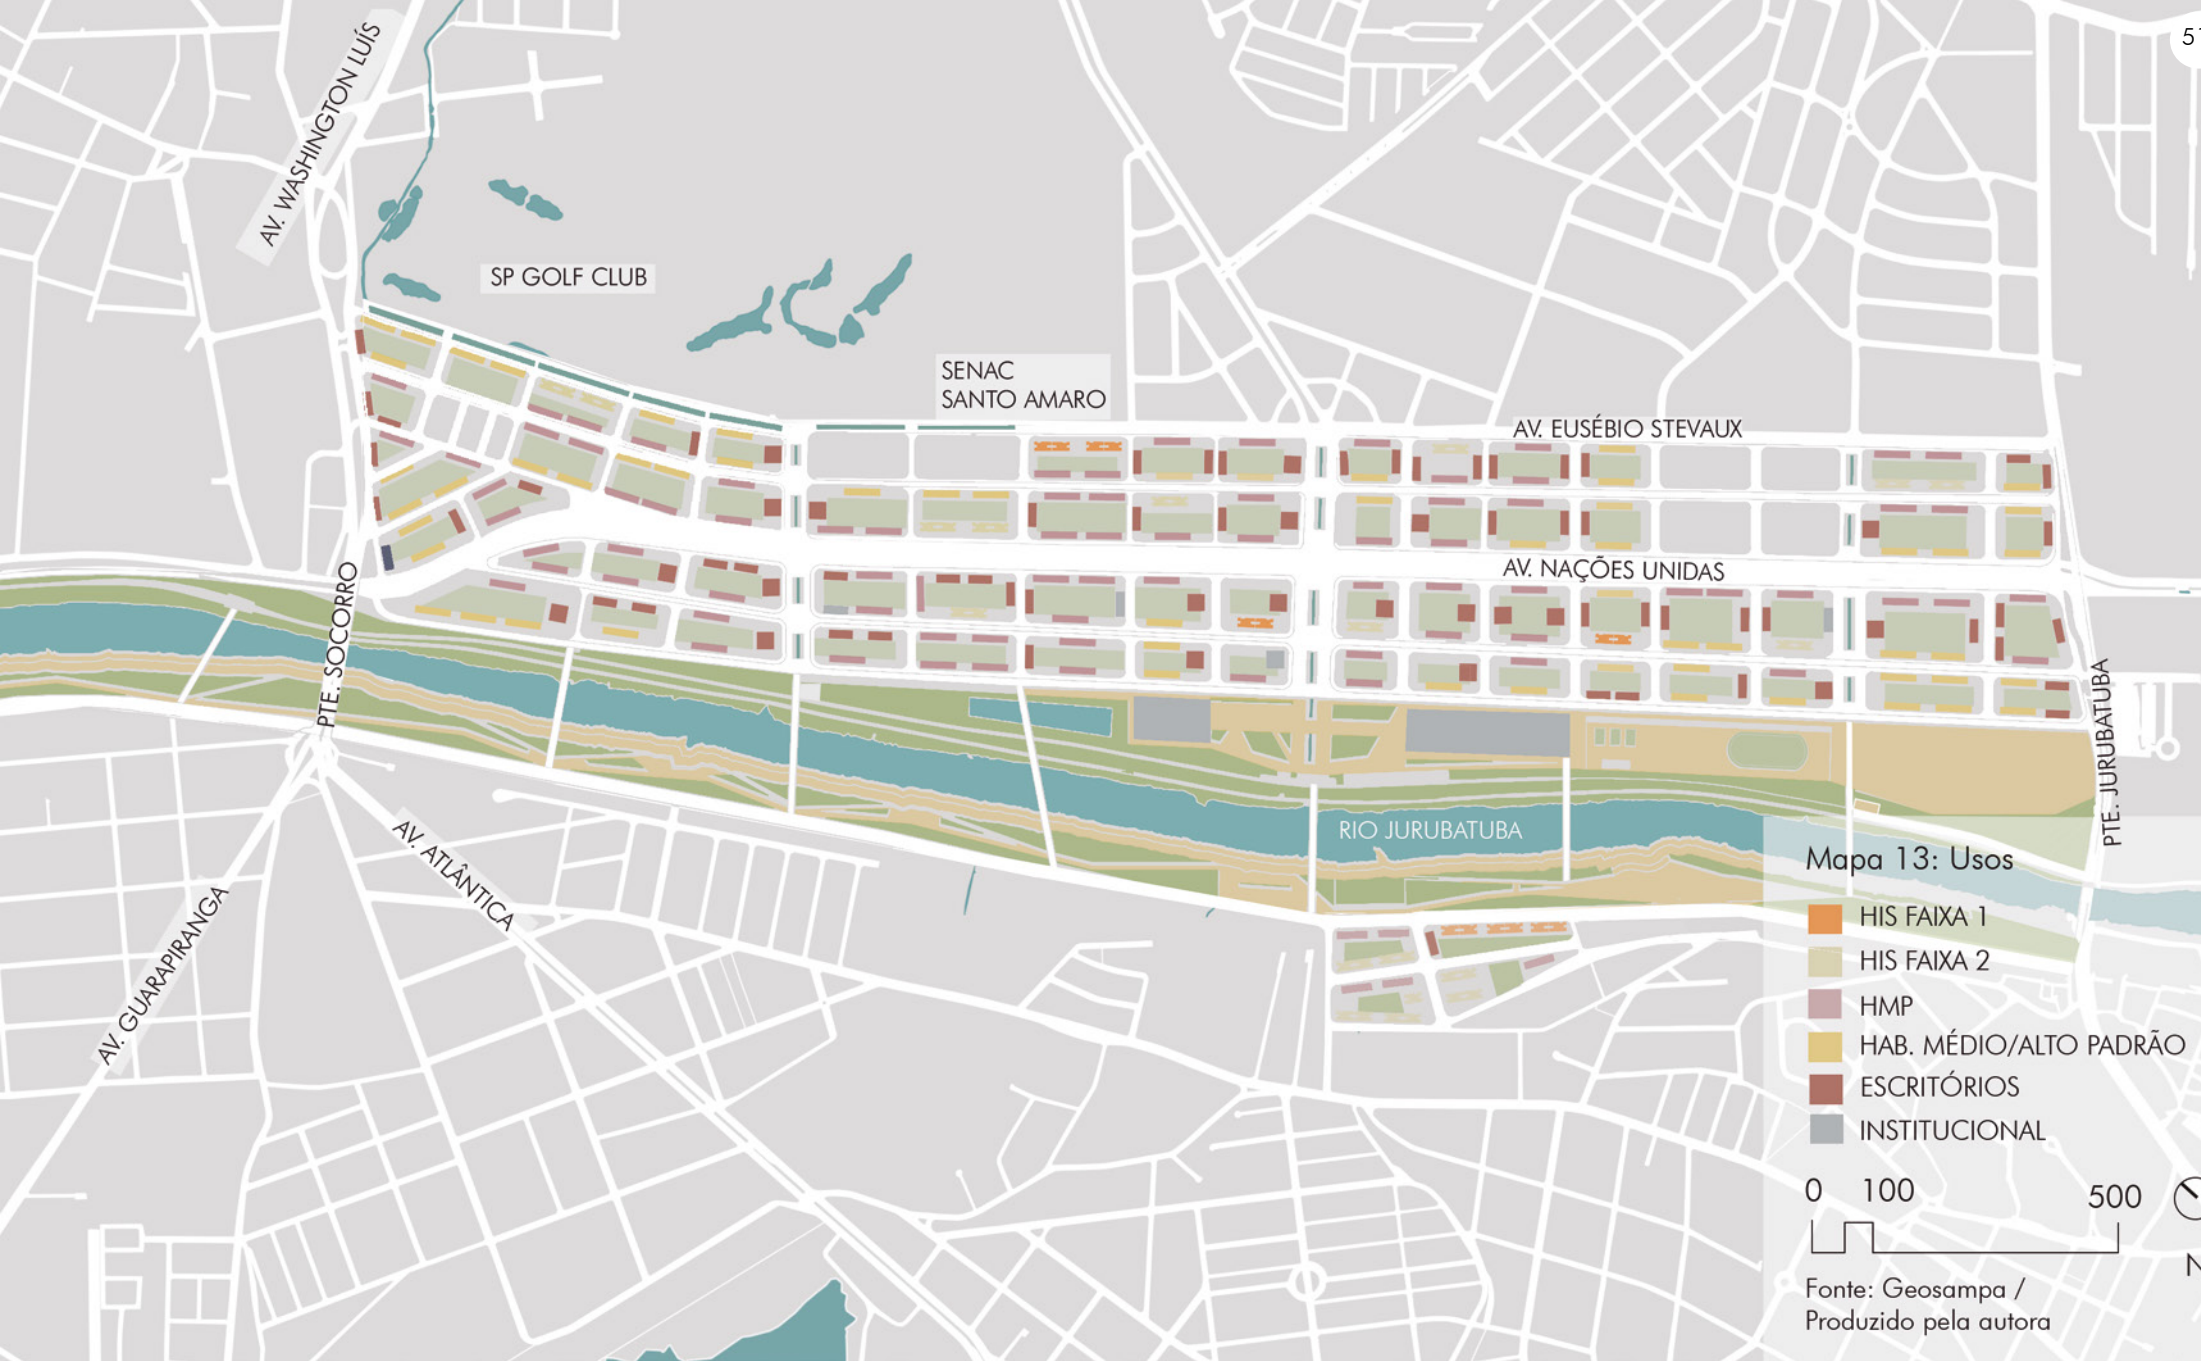 AV. WASHINGTON LUÍS
SP GOLF CLUB
SENAC
SANTO AMARO
AV. EUSÉBIO STEVAUX
AV. NAÇÕES UNIDAS
PTE. SOCORRO
PTE. JURUBATUBA
RIO JURUBATUBA
AV. ATLÂNTICA
AV. GUARAPIRANGA
Mapa 13: Usos
HIS FAIXA 1
HIS FAIXA 2
HMP
HAB. MÉDIO/ALTO PADRÃO
ESCRITÓRIOS
INSTITUCIONAL
0 100 500
N
Fonte: Geosampa /
Produzido pela autora